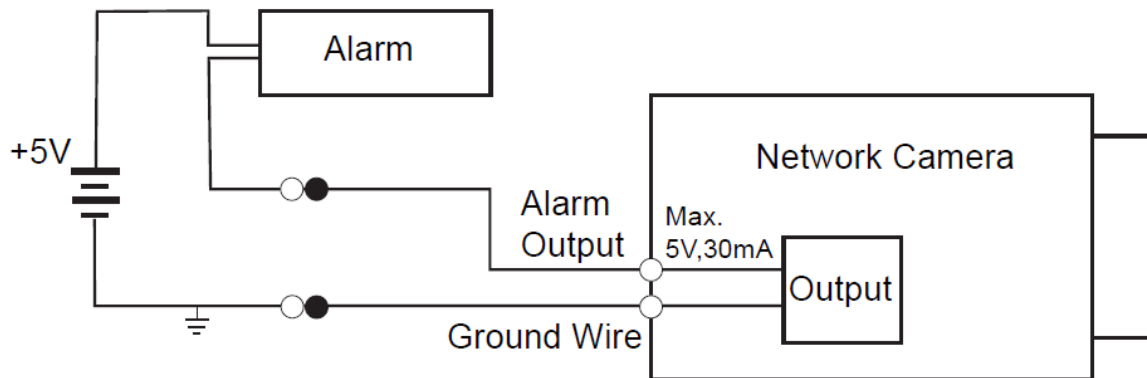 Alarm
+5V
Network Camera
Alarm
Output
Max.
5V,30mA
Output
Ground Wire